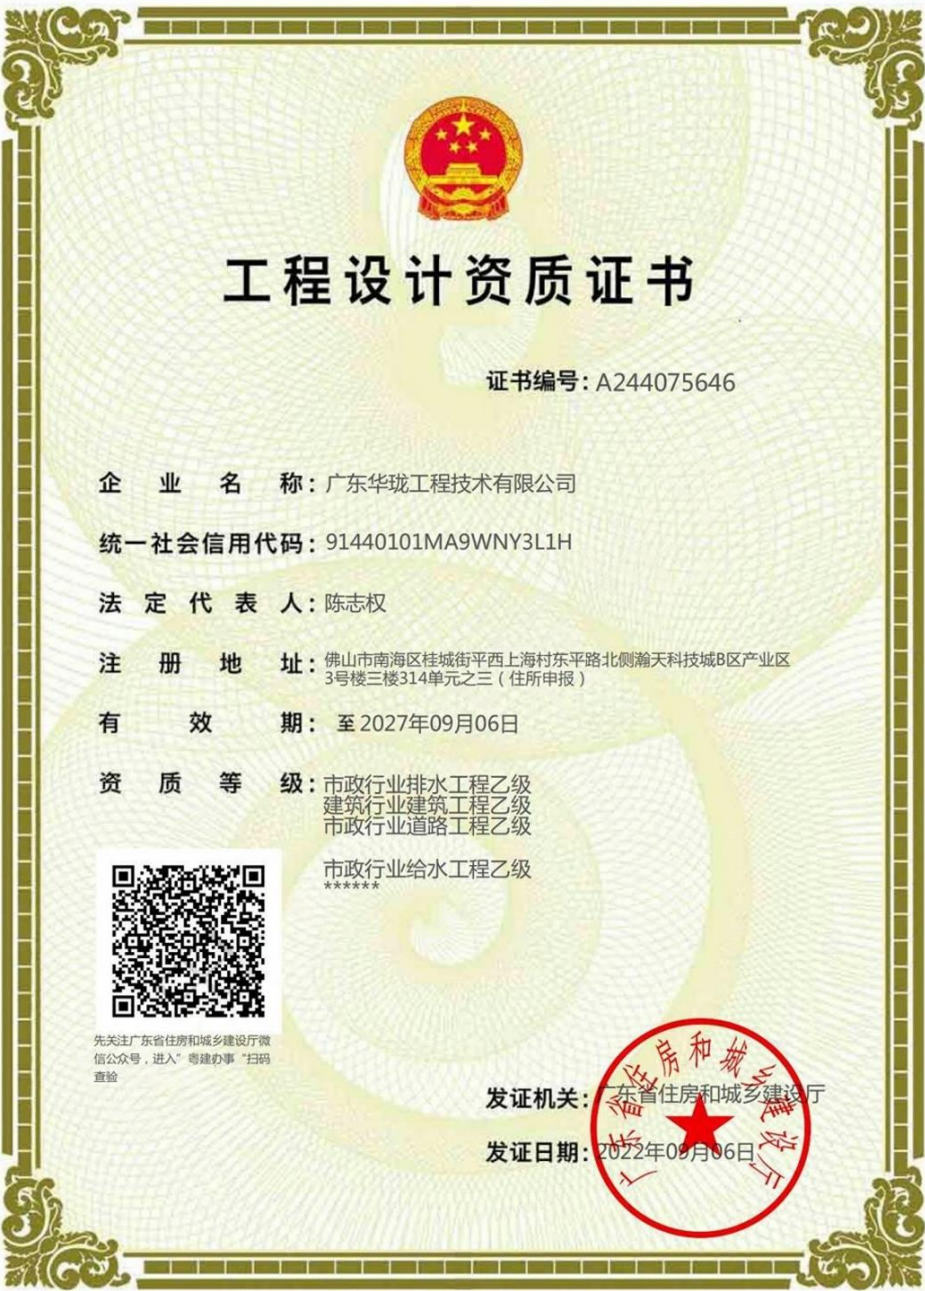 工程设计资质证书
证书编号：A244075646
企业名称：广东华珑工程技术有限公司
统一社会信用代码：91440101MA9WNY3L1H
法定代表人：陈志权
注册地址：佛山市南海区桂城街平西上海村东平路北侧瀚天科技城B区产业区
3号楼三楼314单元之三（住所申报）
有效期：至2027年09月06日
资质等级：市政行业排水工程乙级
建筑行业建筑工程乙级
市政行业道路工程乙级
市政行业给水工程乙级
******
先关注广东省住房和城乡建设厅微
信公众号，进入”粤建办事“扫码
查验
发证机关：广东省住房和城乡建设厅
发证日期：2022年09月06日
广东省住房和城乡建设厅